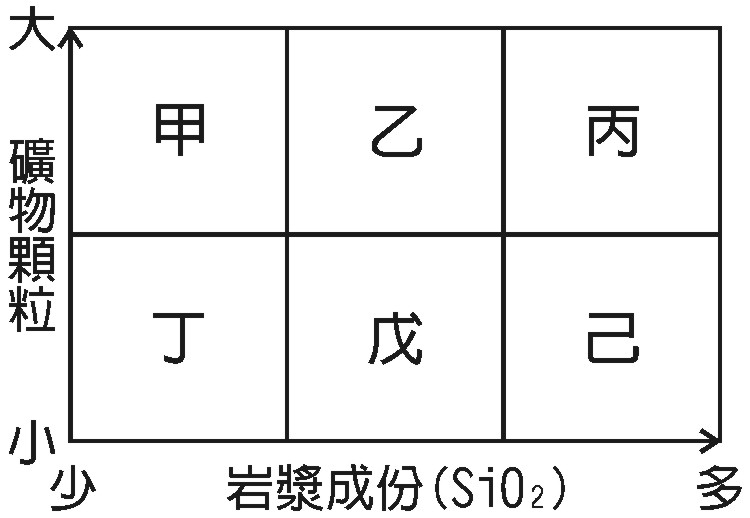 大
甲 乙 丙
礦物顆粒
丁 戊 己
小
少 岩漿成份(SiO₂) 多